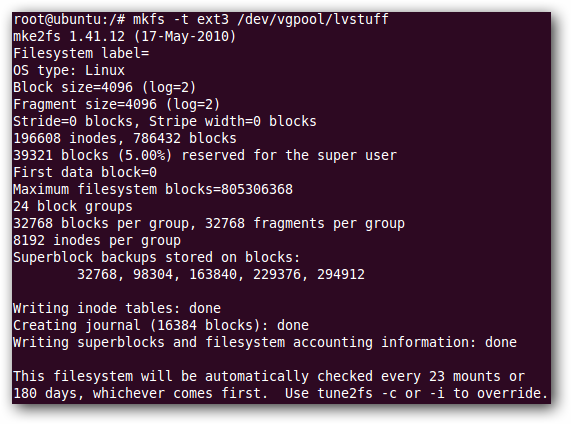 root@ubuntu:/# mkfs -t ext3 /dev/vgpool/lvstuff
mke2fs 1.41.12 (17-May-2010)
Filesystem label=
OS type: Linux
Block size=4096 (log=2)
Fragment size=4096 (log=2)
Stride=0 blocks, Stripe width=0 blocks
196608 inodes, 786432 blocks
39321 blocks (5.00%) reserved for the super user
First data block=0
Maximum filesystem blocks=805306368
24 block groups
32768 blocks per group, 32768 fragments per group
8192 inodes per group
Superblock backups stored on blocks:
        32768, 98304, 163840, 229376, 294912
Writing inode tables: done
Creating journal (16384 blocks): done
Writing superblocks and filesystem accounting information: done
This filesystem will be automatically checked every 23 mounts or
180 days, whichever comes first.  Use tune2fs -c or -i to override.